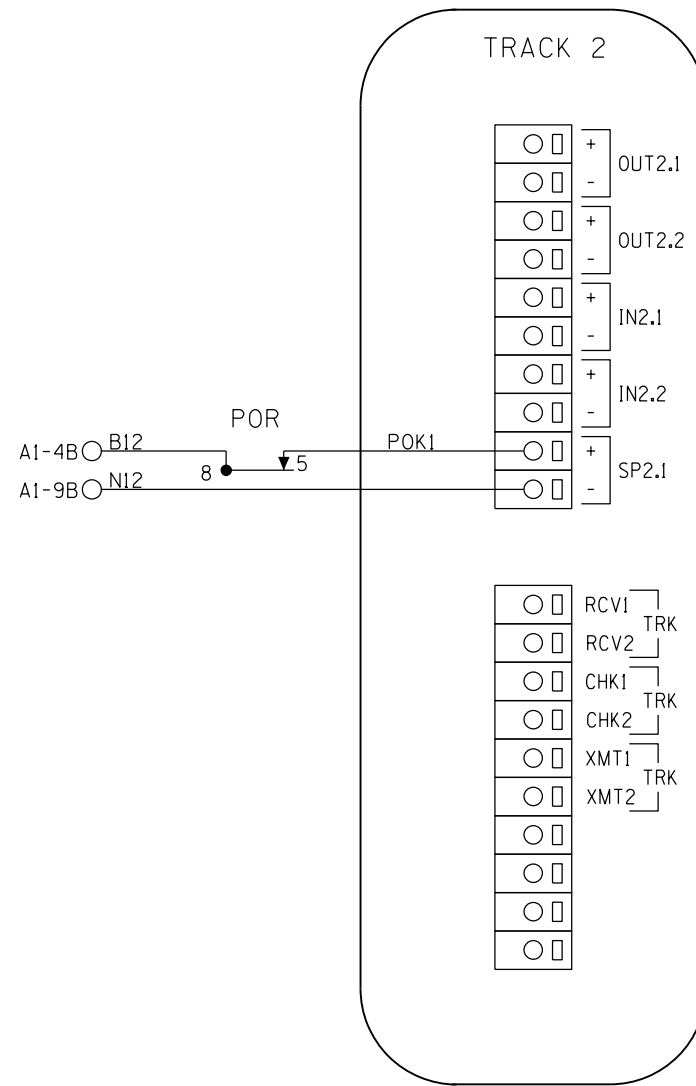 TRACK 2
+
OUT2.1
-
+
OUT2.2
-
+
IN2.1
-
+
IN2.2
-
POR
A1-4B B12
8
5
POK1
+
SP2.1
-
A1-9B N12
RCV1
TRK
RCV2
CHK1
TRK
CHK2
XMT1
TRK
XMT2